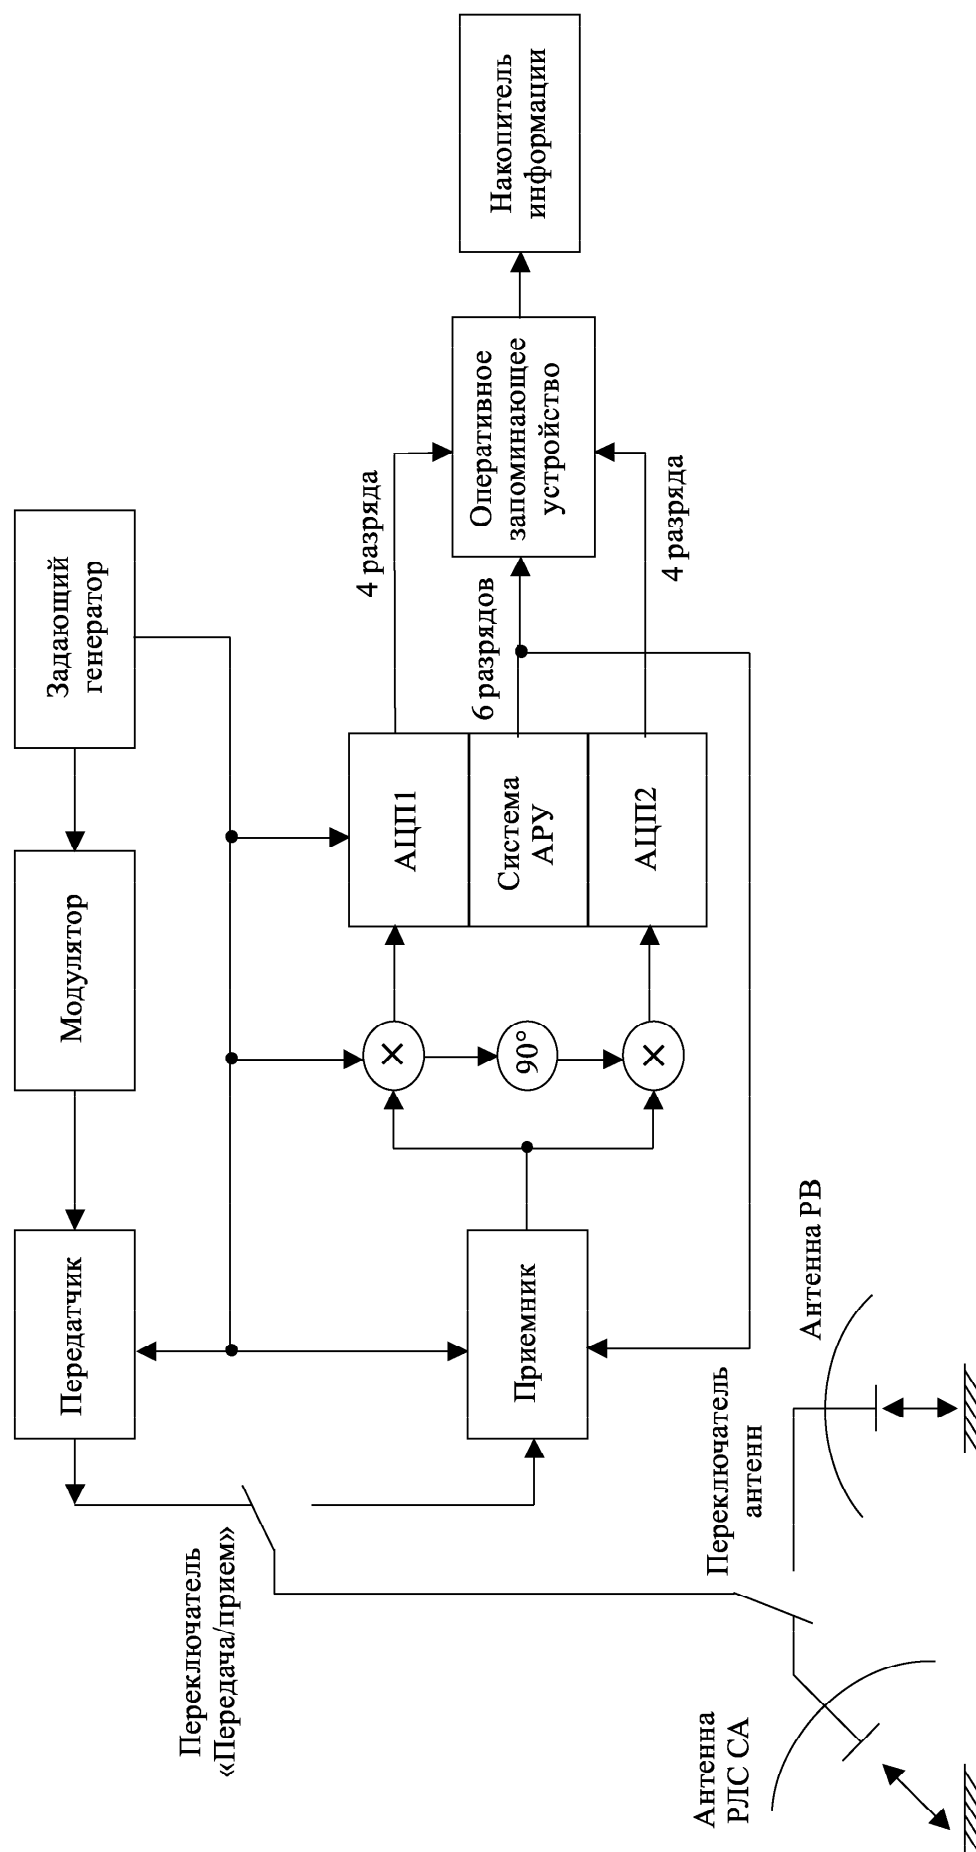 Передатчик
Модулятор
Задающий
генератор
Переключатель
«Передача/прием»
Приемник
90°
АЦП1
Система
АРУ
АЦП2
4 разряда
6 разрядов
4 разряда
Оперативное
запоминающее
устройство
Накопитель
информации
Антенна
РЛС СА
Переключатель
антенн
Антенна РВ